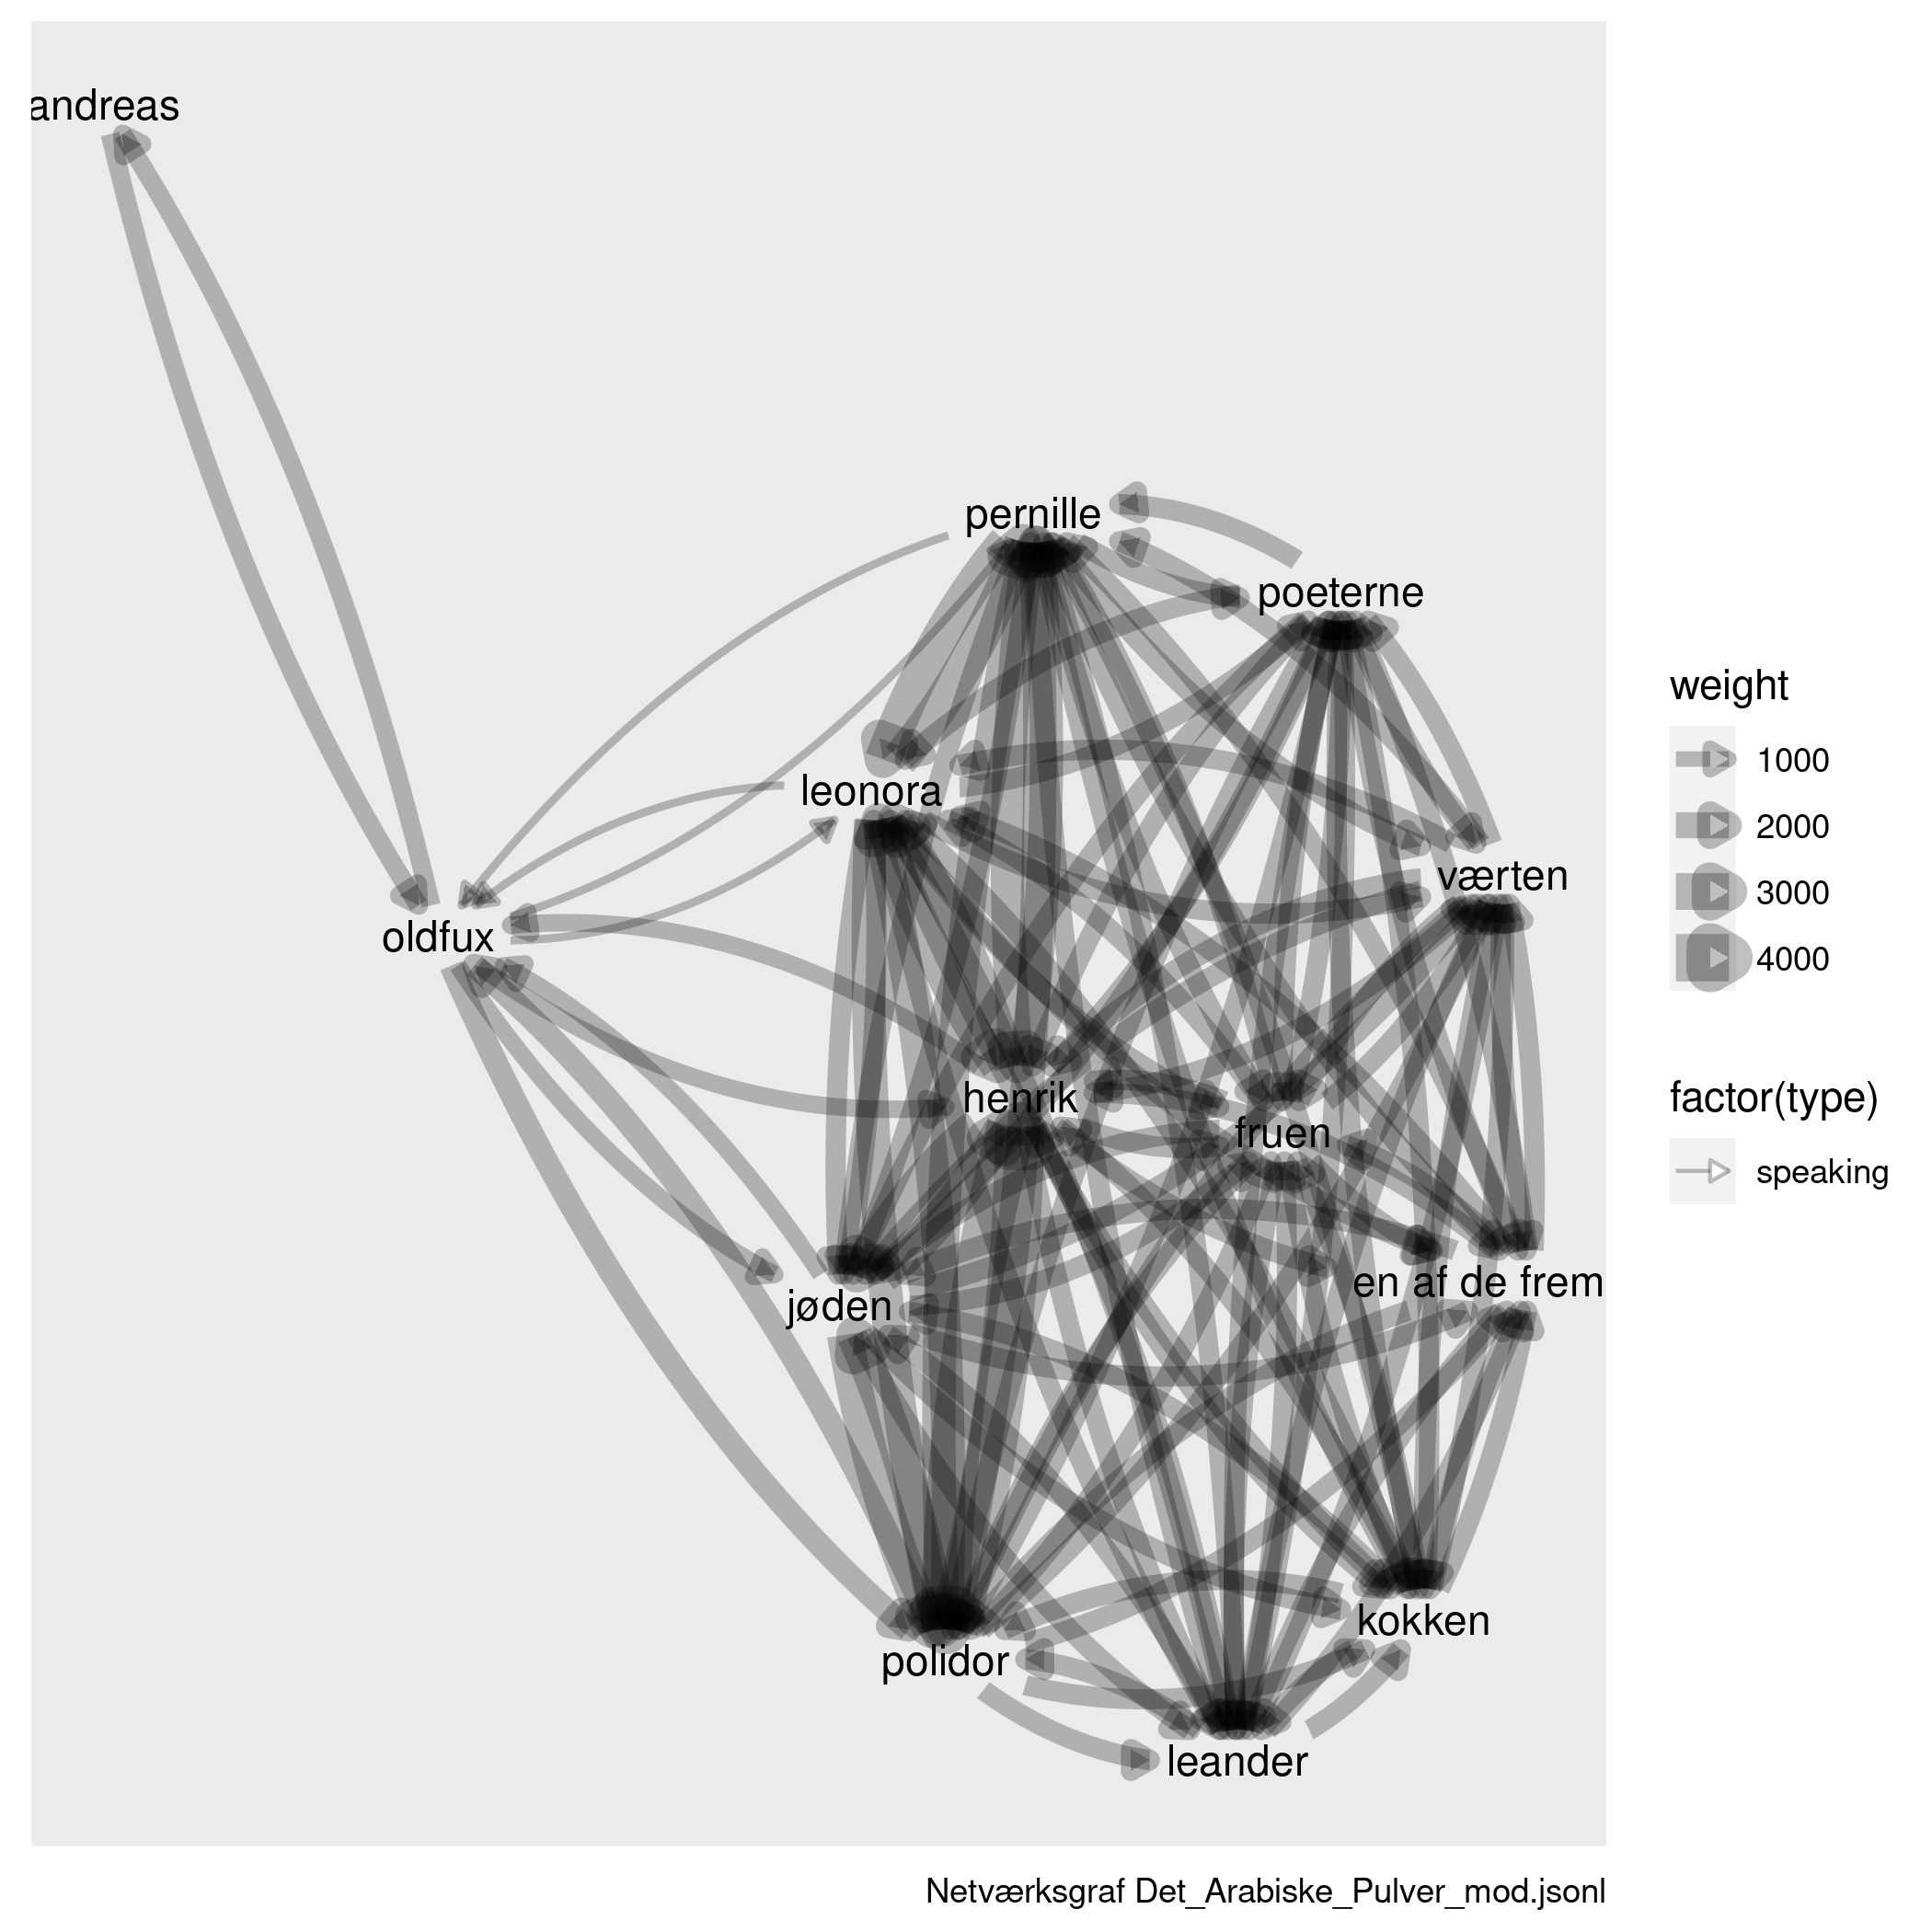 andreas
pernille
poeterne
leonora
værten
oldfux
henrik
fruen
en af de frem
jøden
kokken
polidor
leander
weight
1000
2000
3000
4000
factor(type)
speaking
Netværksgraf Det_Arabiske_Pulver_mod.jsonl